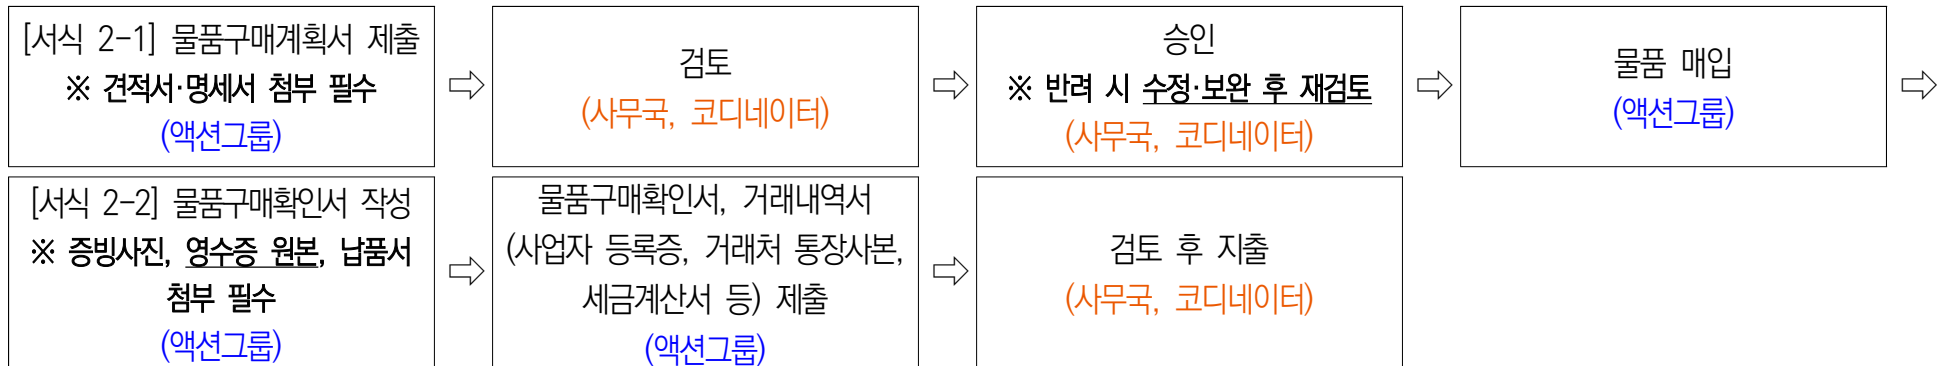 [서식 2-1] 물품구매계획서 제출
※ 견적서·명세서 첨부 필수
(액션그룹)
⇨
검토
(사무국, 코디네이터)
⇨
승인
※ 반려 시 수정·보완 후 재검토
(사무국, 코디네이터)
⇨
물품 매입
(액션그룹)
⇨
[서식 2-2] 물품구매확인서 작성
※ 증빙사진, 영수증 원본, 납품서
첨부 필수
(액션그룹)
⇨
물품구매확인서, 거래내역서
(사업자 등록증, 거래처 통장사본,
세금계산서 등) 제출
(액션그룹)
⇨
검토 후 지출
(사무국, 코디네이터)